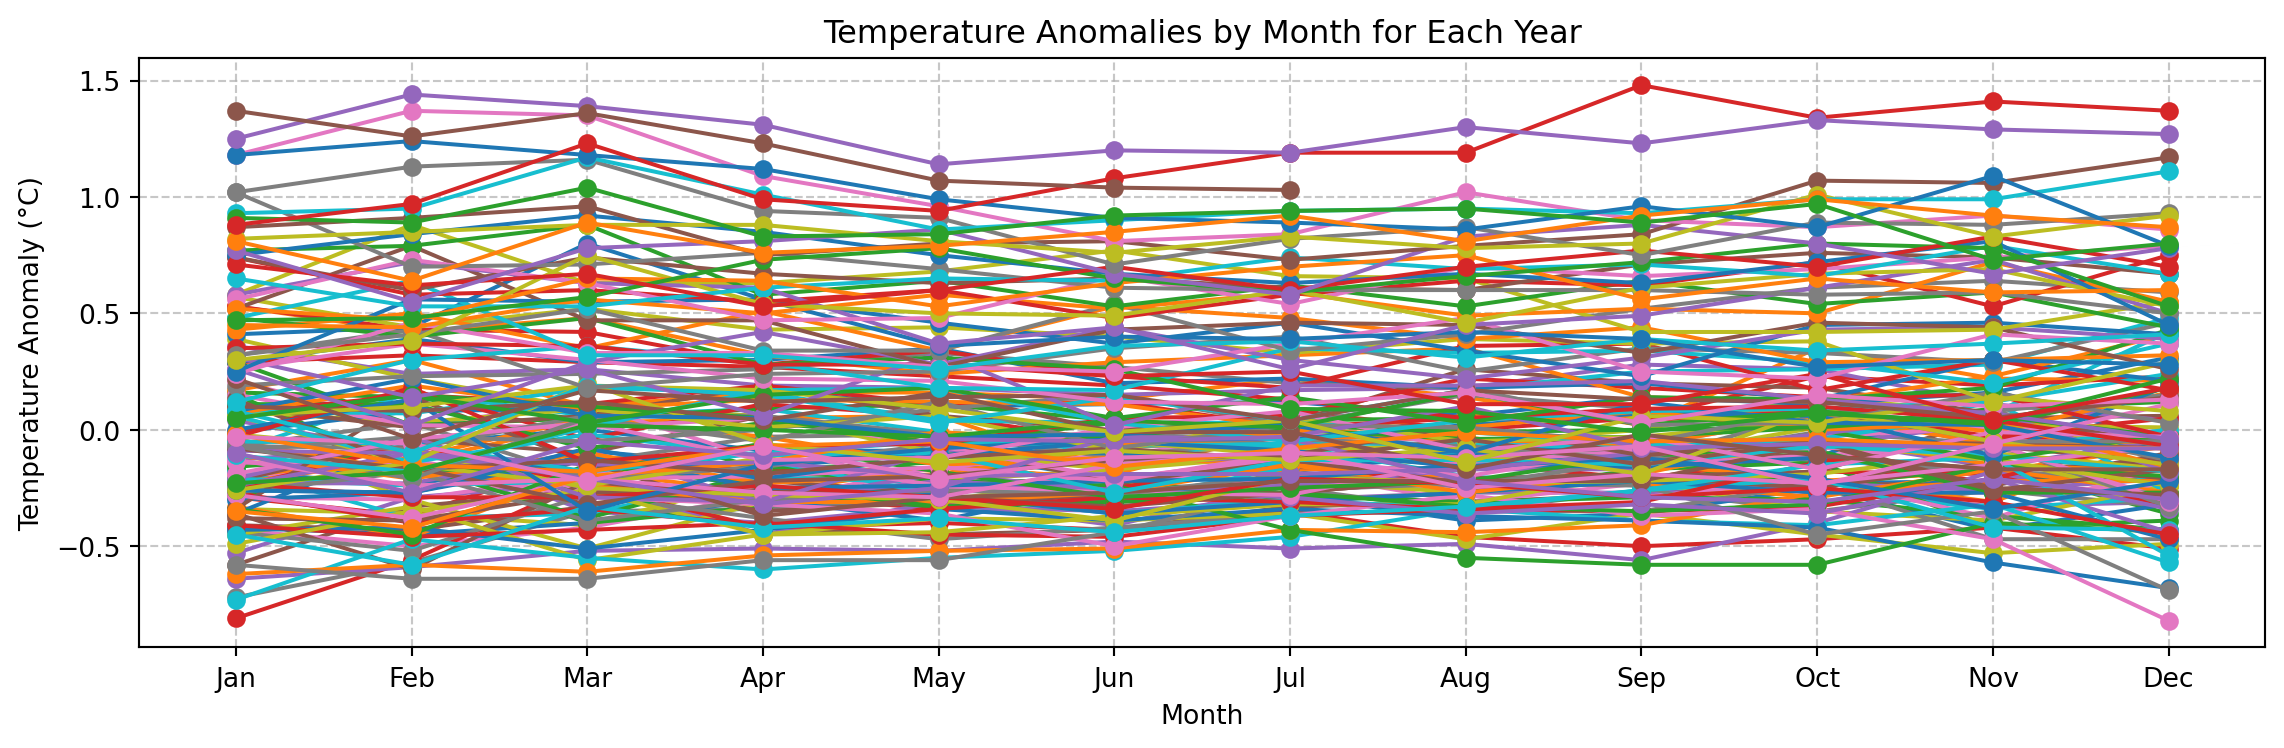 Temperature Anomalies by Month for Each Year
Temperature Anomaly (°C)
1.5
1.0
0.5
0.0
−0.5
Jan Feb Mar Apr May Jun Jul Aug Sep Oct Nov Dec
Month